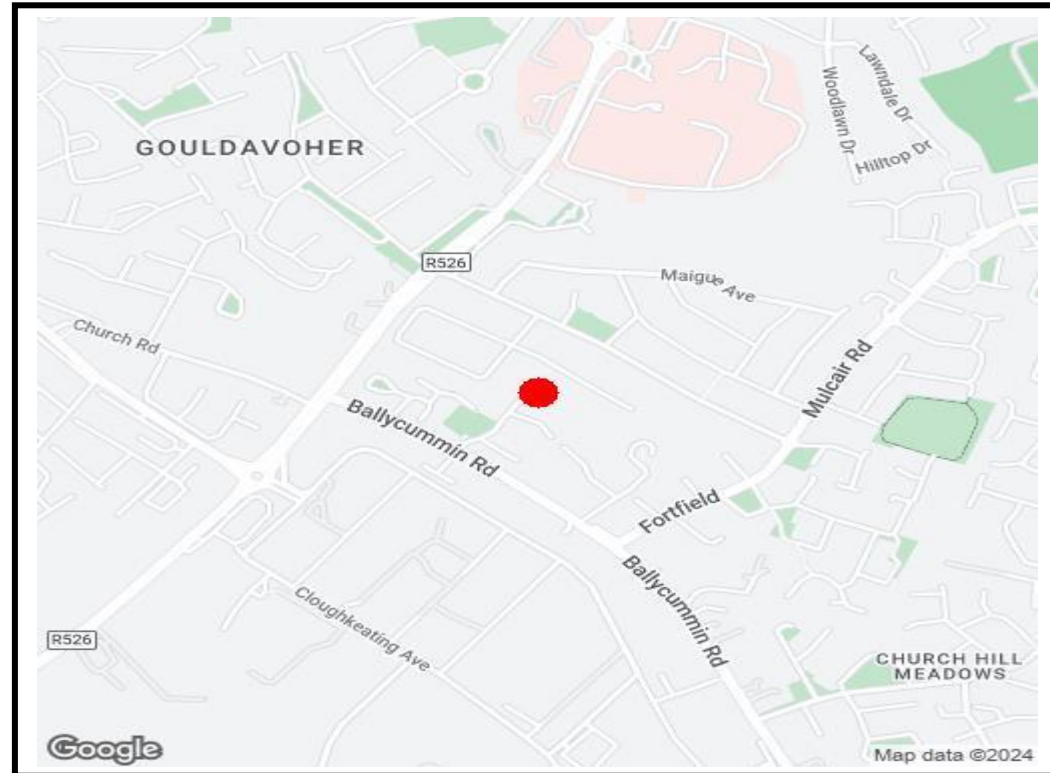 Lawndale Dr
Woodlawn Dr
Hilltop Dr
GOULDAVOHER
R526
Maigue Ave
Church Rd
Mulcair Rd
Ballycummin Rd
Fortfield
Ballycummin Rd
Cloughkeating Ave
R526
CHURCH HILL
MEADOWS
Google
Map data ©2024